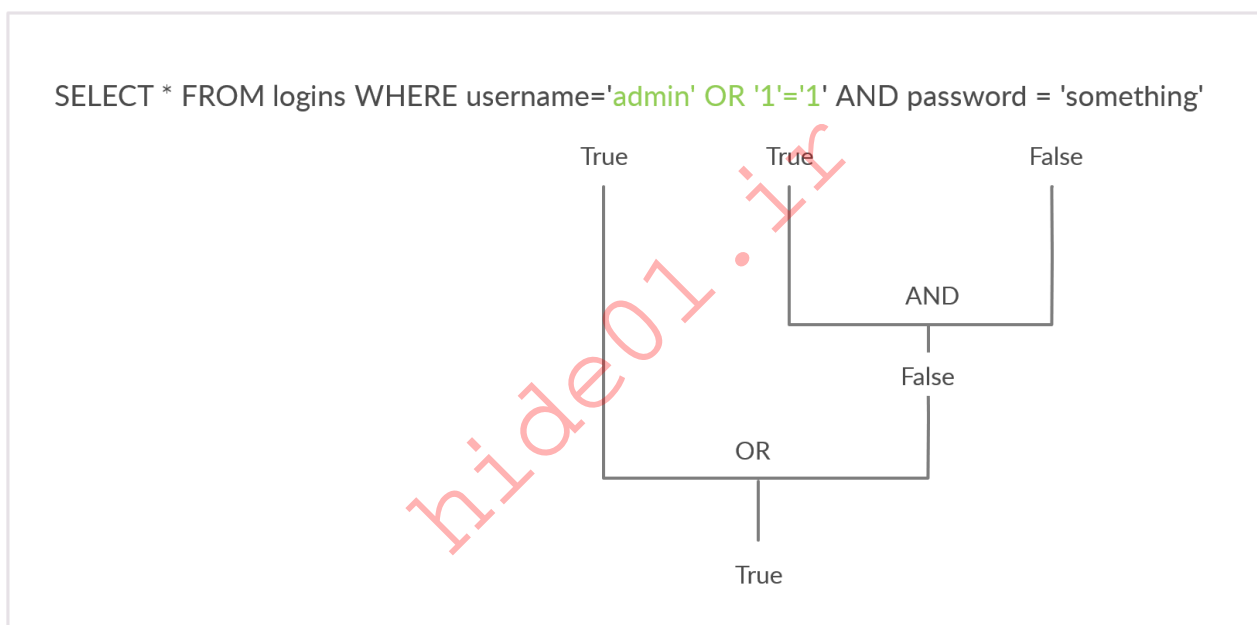 SELECT * FROM logins WHERE username='admin' OR '1'='1' AND password = 'something'
True True False
AND
False
OR
True
hide01.ir